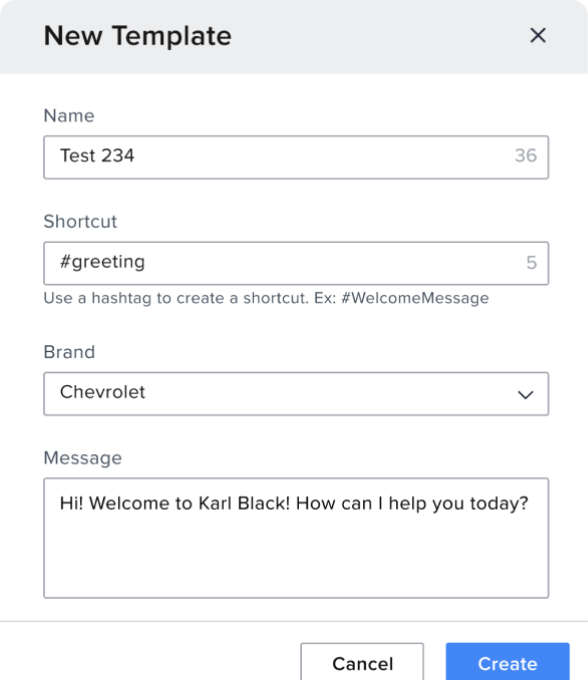 New Template
Name
Test 234 36
Shortcut
#greeting 5
Use a hashtag to create a shortcut. Ex: #WelcomeMessage
Brand
Chevrolet
Message
Hi! Welcome to Karl Black! How can I help you today?
Cancel Create